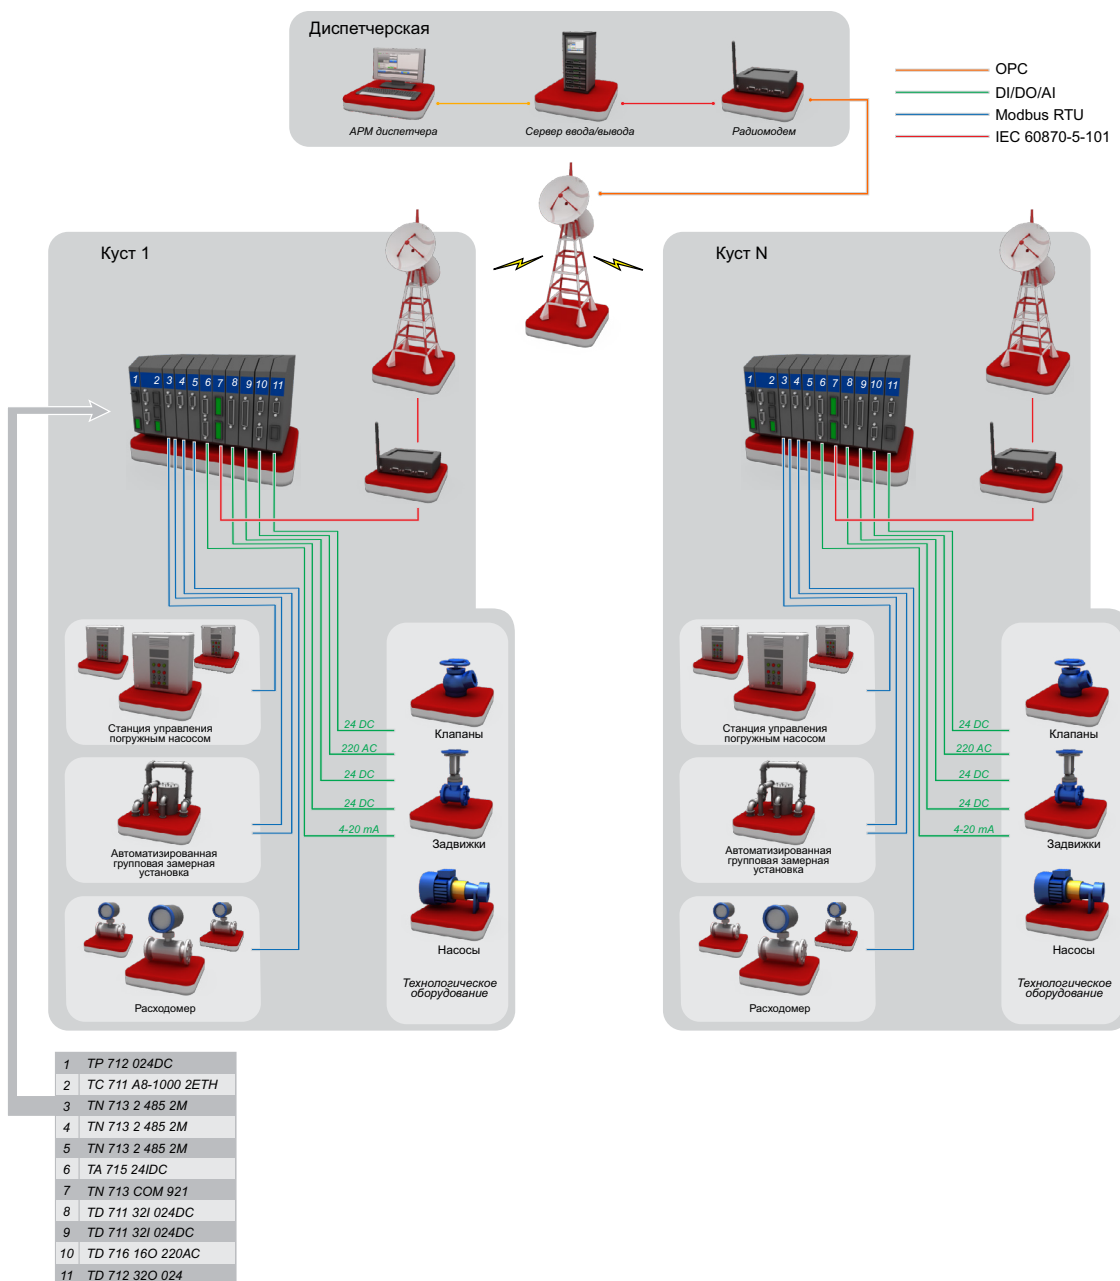 Диспетчерская
АРМ диспетчера
Сервер ввода/вывода
Радиомодем
OPC
DI/DO/AI
Modbus RTU
IEC 60870-5-101
Куст 1
1 2 3 4 5 6 7 8 9 10 11
Станция управления
погружным насосом
Автоматизированная
групповая замерная
установка
Расходомер
24 DC
220 AC
24 DC
24 DC
4-20 mA
Клапаны
Задвижки
Насосы
Технологическое
оборудование
Куст N
1 2 3 4 5 6 7 8 9 10 11
Станция управления
погружным насосом
Автоматизированная
групповая замерная
установка
Расходомер
24 DC
220 AC
24 DC
24 DC
4-20 mA
Клапаны
Задвижки
Насосы
Технологическое
оборудование
1 TP 712 024DC
2 TC 711 A8-1000 2ETH
3 TN 713 2 485 2M
4 TN 713 2 485 2M
5 TN 713 2 485 2M
6 TA 715 24IDC
7 TN 713 COM 921
8 TD 711 32I 024DC
9 TD 711 32I 024DC
10 TD 716 16O 220AC
11 TD 712 32O 024